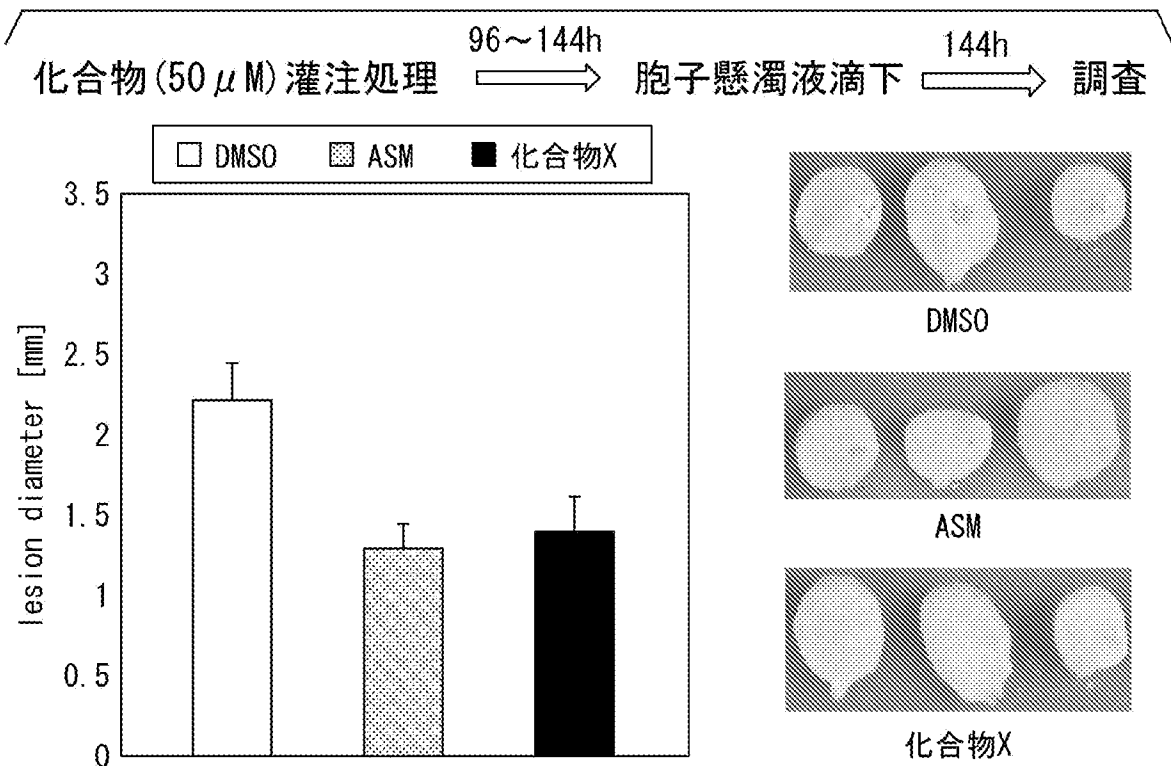 96～144h
144h
化合物(50μM)灌注処理
胞子懸濁液滴下
調査
DMSO
ASM
化合物X
3.5
3
2.5
2
1.5
1
0.5
0
lesion diameter [mm]
DMSO
ASM
化合物X